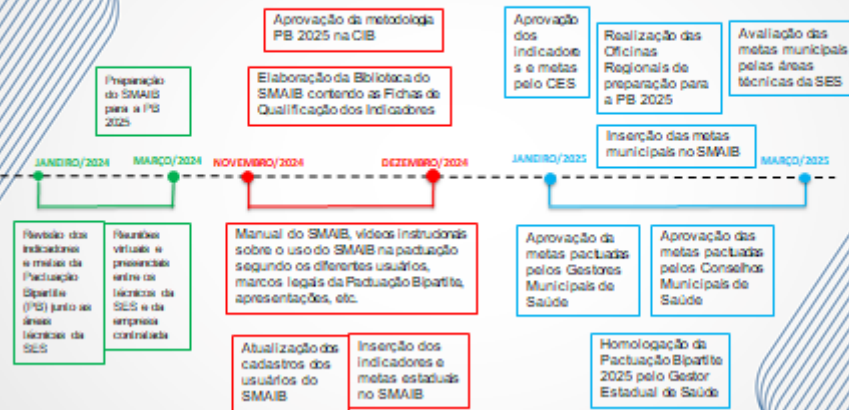 Aprovação da metodologia
PB 2025 na CIB
Aprovação
dos
indicadore
s e metas
pelo CES
Realização das
Oficinas
Regionais de
preparação para
a PB 2025
Avaliação das
metas municipais
pelas áreas
técnicas da SES
Preparação
do SMAIB
para a PB
2025
Elaboração da Biblioteca do
SMAIB contendo as Fichas de
Qualificação dos Indicadores
Inserção das metas
municipais no SMAIB
JANEIRO/2024
MARÇO/2024
NOVEMBRO/2024
DEZEMBRO/2024
JANEIRO/2025
MARÇO/2025
Revisão dos
indicadores
e metas da
Pactuação
Bipartite
(PB) junto as
áreas
técnicas da
SES
Reuniões
virtuais e
presenciais
entre os
técnicos da
SES e da
empresa
contratada
Manual do SMAIB, vídeos instrucionais
sobre o uso do SMAIB na pactuação
segundo os diferentes usuários,
marcos legais da Pactuação Bipartite,
apresentações, etc.
Aprovação da
metas pactuadas
pelos Gestores
Municipais de
Saúde
Aprovação das
metas pactuadas
pelos Conselhos
Municipais de
Saúde
Atualização dos
cadastros dos
usuários do
SMAIB
Inserção dos
indicadores e
metas estaduais
no SMAIB
Homologação da
Pactuação Bipartite
2025 pelo Gestor
Estadual de Saúde